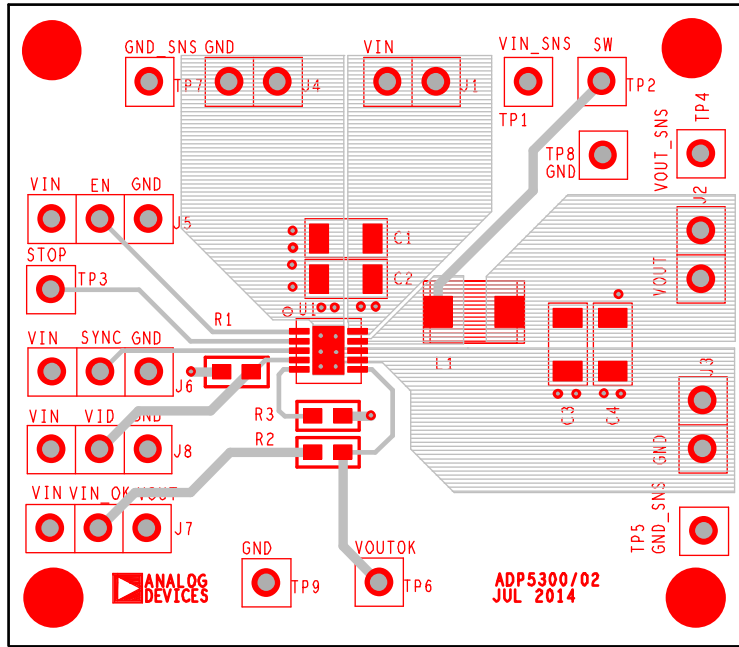 GND_SNS GND VIN VIN_SNS SW
TP7 J4 J1 TP1 TP2 TP4
TP8
GND
VOUT_SNS
VIN EN GND
J5
J2
STOP
TP3
C1
C2
VOUT
R1 U1
VIN SYNC GND
J6
L1
J3
R3
R2
C3 C4
VIN VID GND
J8
GND
VIN VIN_OK VOUT
J7
TP5
GND_SNS
GND VOUTOK
TP9 TP6
ANALOG
DEVICES
ADP5300/02
JUL 2014